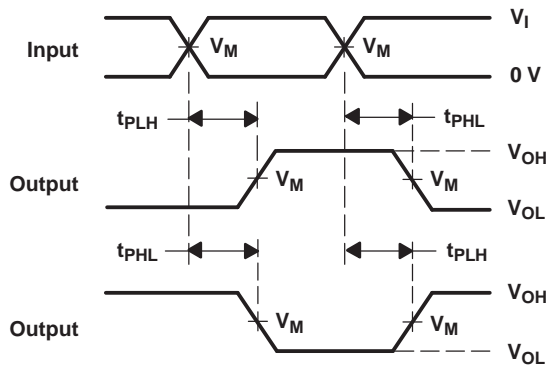 V_I
Input V_M V_M
0 V
t_PLH t_PHL
V_OH
Output V_M V_M
V_OL
t_PHL t_PLH
V_OH
Output V_M V_M
V_OL